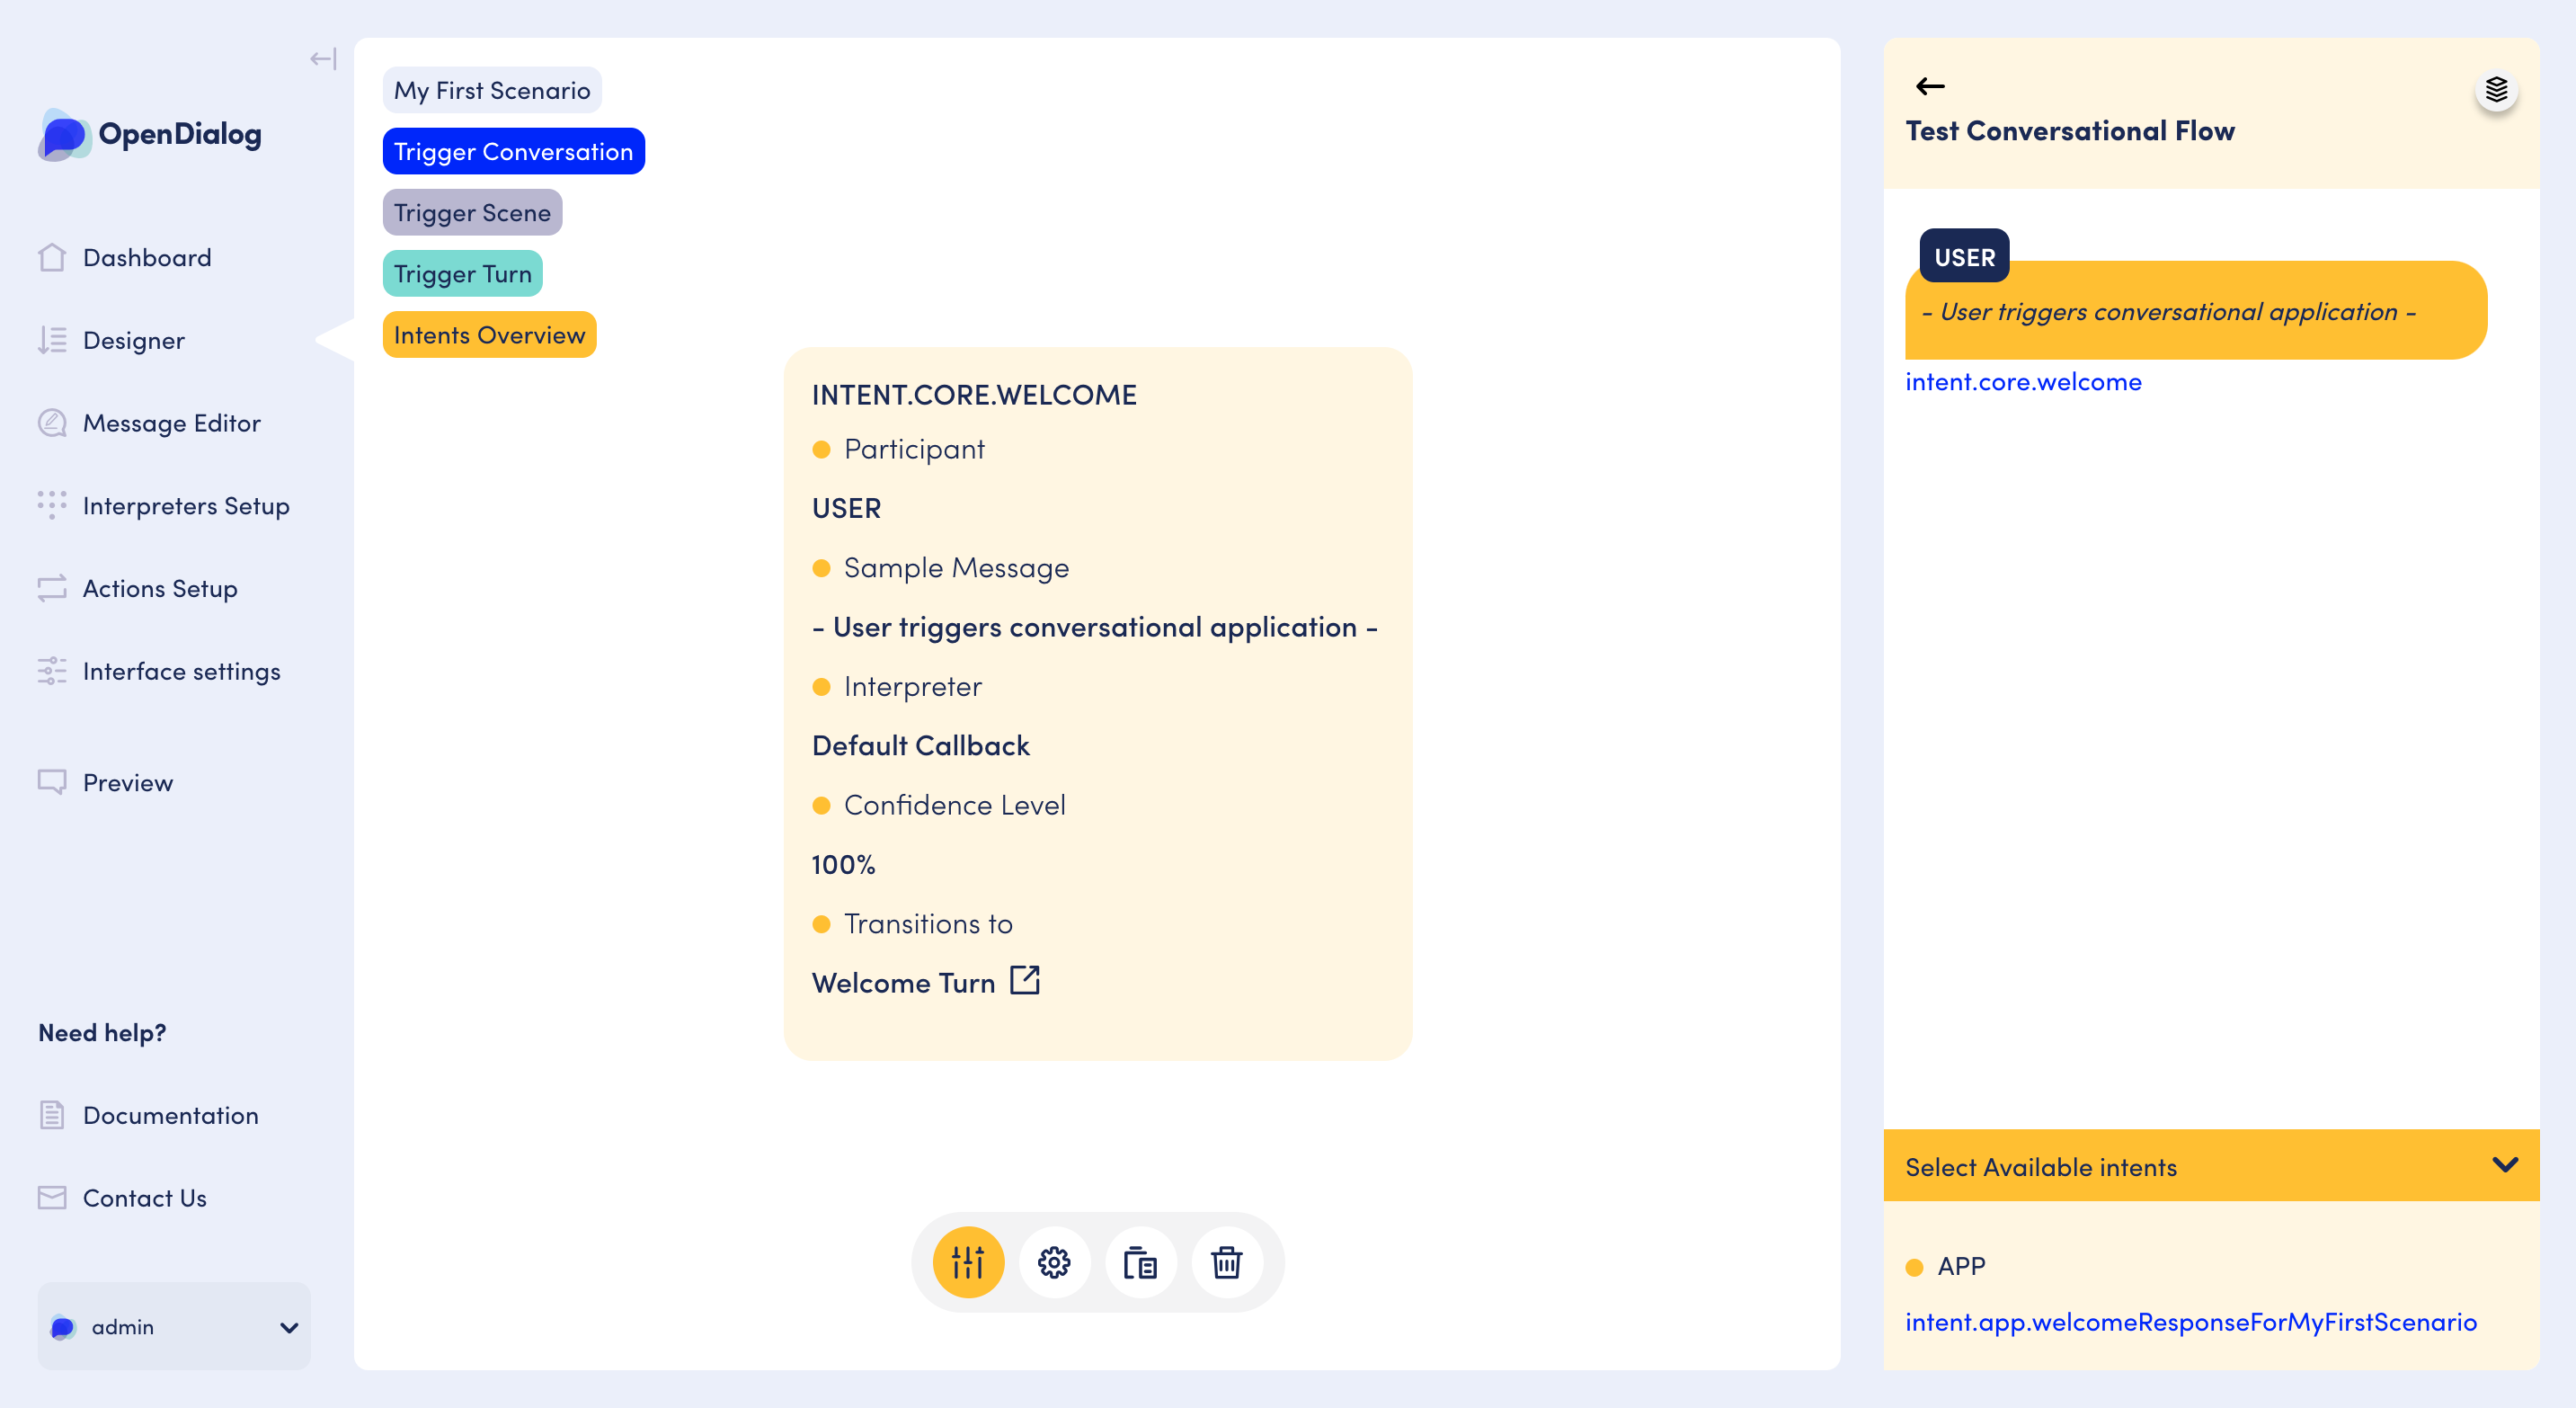 OpenDialog
Dashboard
Designer
Message Editor
Interpreters Setup
Actions Setup
Interface settings
Preview
Need help?
Documentation
Contact Us
admin
My First Scenario
Trigger Conversation
Trigger Scene
Trigger Turn
Intents Overview
INTENT.CORE.WELCOME
Participant
USER
Sample Message
- User triggers conversational application -
Interpreter
Default Callback
Confidence Level
100%
Transitions to
Welcome Turn
Test Conversational Flow
USER
- User triggers conversational application -
intent.core.welcome
Select Available intents
APP
intent.app.welcomeResponseForMyFirstScenario